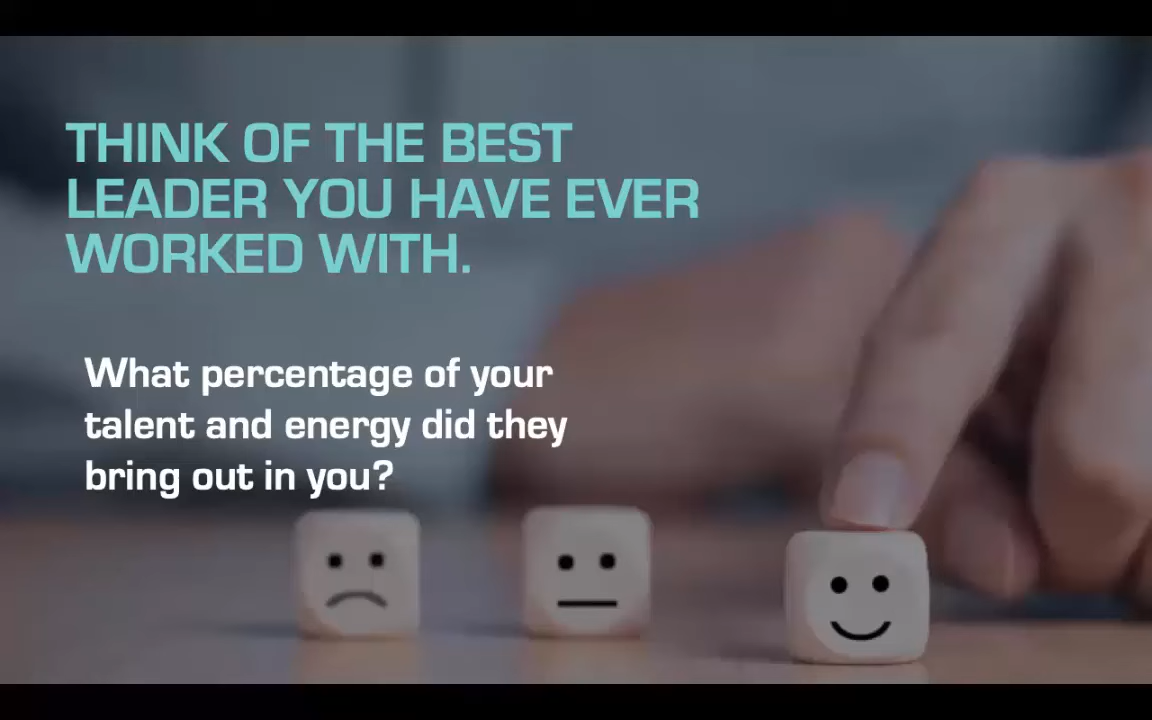 THINK OF THE BEST
LEADER YOU HAVE EVER
WORKED WITH.
What percentage of your
talent and energy did they
bring out in you?